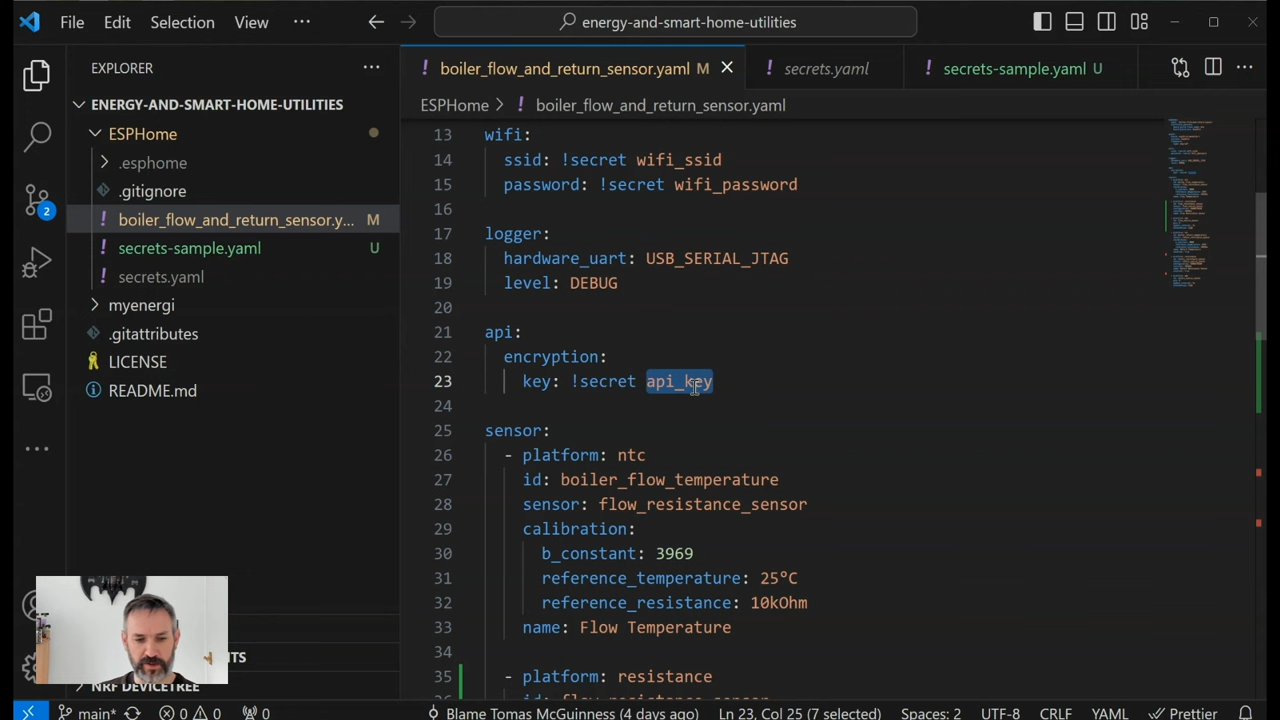 File Edit Selection View ··· energy-and-smart-home-utilities
EXPLORER ···
ENERGY-AND-SMART-HOME-UTILITIES
ESPHome
.esphome
.gitignore
boiler_flow_and_return_sensor.y... M
secrets-sample.yaml U
secrets.yaml
myenergi
.gitattributes
LICENSE
README.md
2
NRF DEVICETREE
boiler_flow_and_return_sensor.yaml M secrets.yaml secrets-sample.yaml U ···
ESPHome > ! boiler_flow_and_return_sensor.yaml
13 wifi:
14 ssid: !secret wifi_ssid
15 password: !secret wifi_password
16
17 logger:
18 hardware_uart: USB_SERIAL_JTAG
19 level: DEBUG
20
21 api:
22 encryption:
23 key: !secret api_key
24
25 sensor:
26 - platform: ntc
27 id: boiler_flow_temperature
28 sensor: flow_resistance_sensor
29 calibration:
30 b_constant: 3969
31 reference_temperature: 25°C
32 reference_resistance: 10kOhm
33 name: Flow Temperature
34
35 - platform: resistance
main* 0 0 0 Blame Tomas McGuinness (4 days ago) Ln 23, Col 25 (7 selected) Spaces: 2 UTF-8 CRLF YAML Prettier